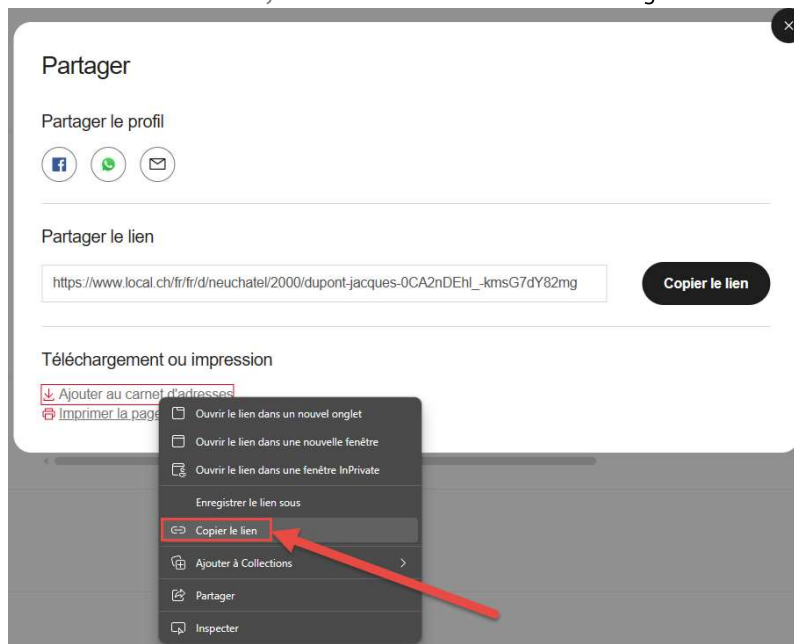 Partager
Partager le profil
Partager le lien
https://www.local.ch/fr/fr/d/neuchatel/2000/dupont-jacques-0CA2nDEhl_-kmsG7dY82mg
Copier le lien
Téléchargement ou impression
Ajouter au carnet d'adresses
Imprimer la page
Ouvrir le lien dans un nouvel onglet
Ouvrir le lien dans une nouvelle fenêtre
Ouvrir le lien dans une fenêtre InPrivate
Enregistrer le lien sous
Copier le lien
Ajouter à Collections
Partager
Inspecter